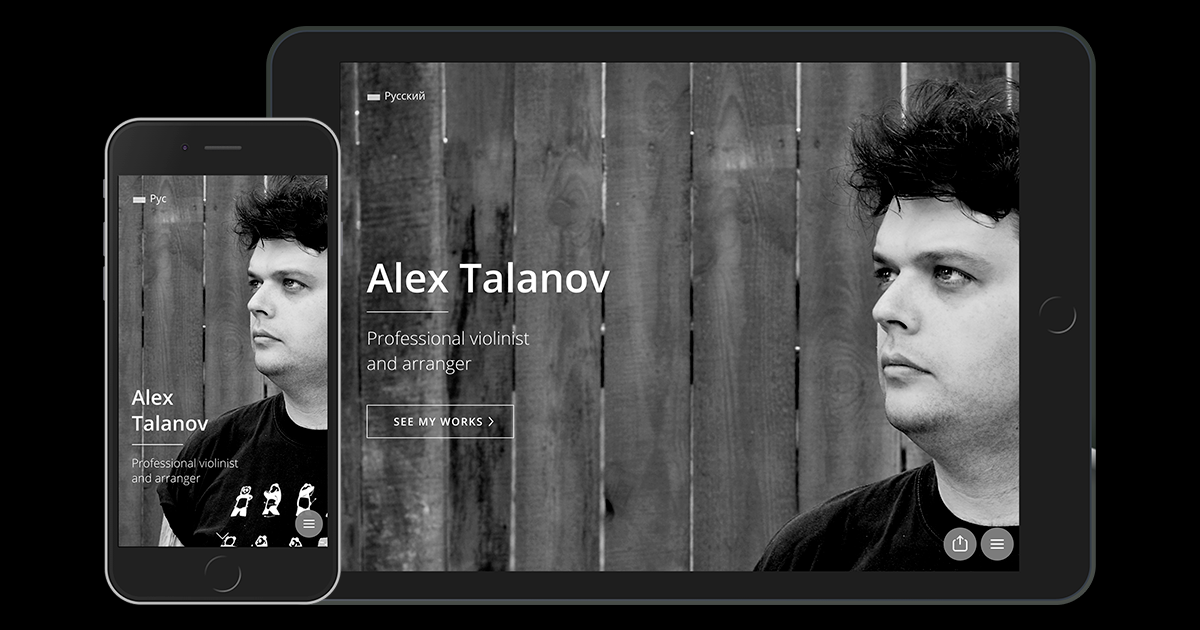 Русский
Alex Talanov
Professional violinist
and arranger
SEE MY WORKS
Рус
Alex
Talanov
Professional violinist
and arranger